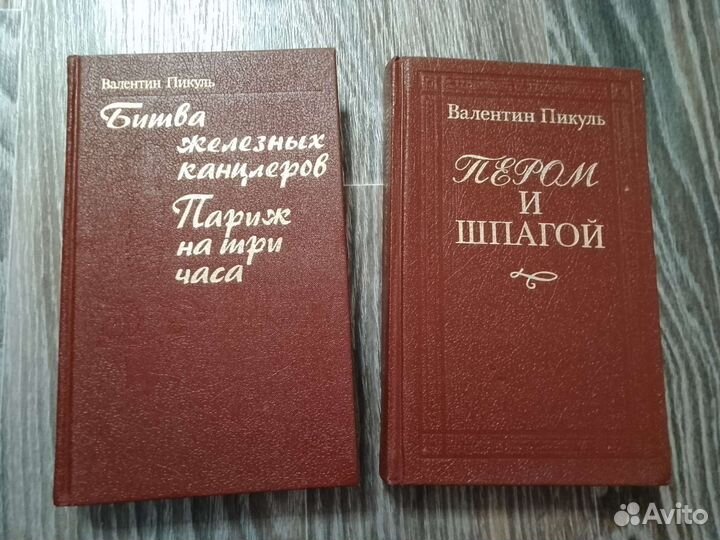 Валентин Пикуль
Битва
железных
канцлеров
Париж
на три
часа
Валентин Пикуль
ПЕРОМ
И
ШПАГОЙ
Avito